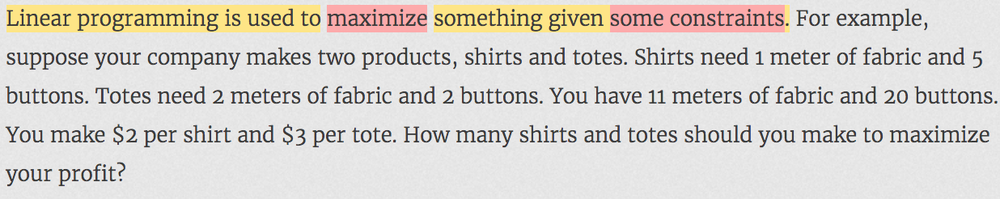 Linear programming is used to maximize something given some constraints. For example,
suppose your company makes two products, shirts and totes. Shirts need 1 meter of fabric and 5
buttons. Totes need 2 meters of fabric and 2 buttons. You have 11 meters of fabric and 20 buttons.
You make $2 per shirt and $3 per tote. How many shirts and totes should you make to maximize
your profit?